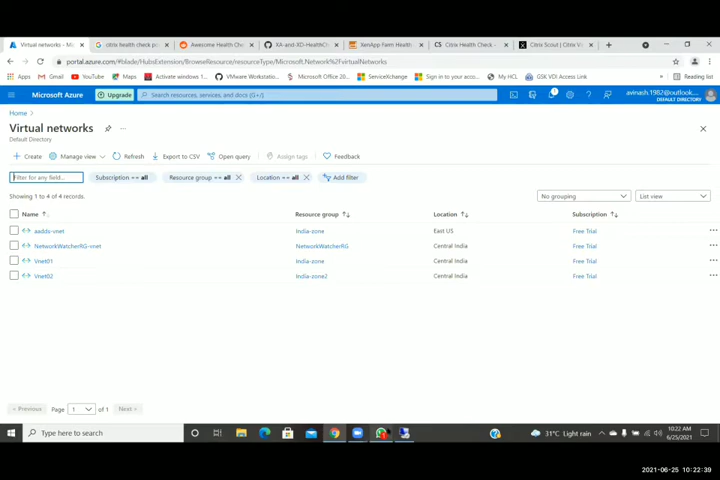 Virtual networks - Mi
citrix health check po
Awesome Health Che
XA-and-XD-HealthCh
XenApp Farm Health
Citrix Health Check -
Citrix Scout | Citrix V
portal.azure.com/#blade/HubsExtension/BrowseResource/resourceType/Microsoft.Network%2FvirtualNetworks
Apps Gmail YouTube Maps Activate windows 1... VMware Workstatio... Microsoft Office 20... ServiceXchange Sign in to your acco... My HCL GSK VDI Access Link Reading list
Microsoft Azure Upgrade Search resources, services, and docs (G+/) 1 avinash.1982@outlook....
DEFAULT DIRECTORY
Home >
Virtual networks ...
Default Directory
+ Create Manage view Refresh Export to CSV Open query Assign tags Feedback
Filter for any field... Subscription == all Resource group == all Location == all Add filter
Showing 1 to 4 of 4 records. No grouping List view
Name Resource group Location Subscription
aadds-vnet India-zone East US Free Trial ...
NetworkWatcherRG-vnet NetworkWatcherRG Central India Free Trial ...
Vnet01 India-zone Central India Free Trial ...
Vnet02 India-zone2 Central India Free Trial ...
< Previous Page 1 of 1 Next >
Type here to search 31°C Light rain 10:22 AM
6/25/2021
2021-06-25 10:22:39